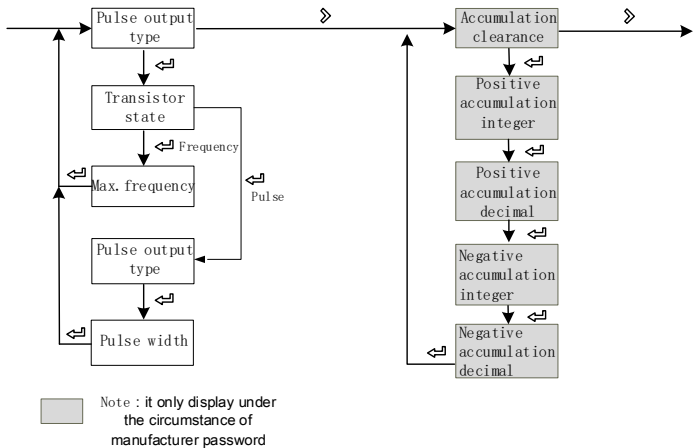 Pulse output
type
Transistor
state
Frequency
Max. frequency
Pulse
Pulse output
type
Pulse width
Accumulation
clearance
Positive
accumulation
integer
Positive
accumulation
decimal
Negative
accumulation
integer
Negative
accumulation
decimal
Note : it only display under
the circumstance of
manufacturer password